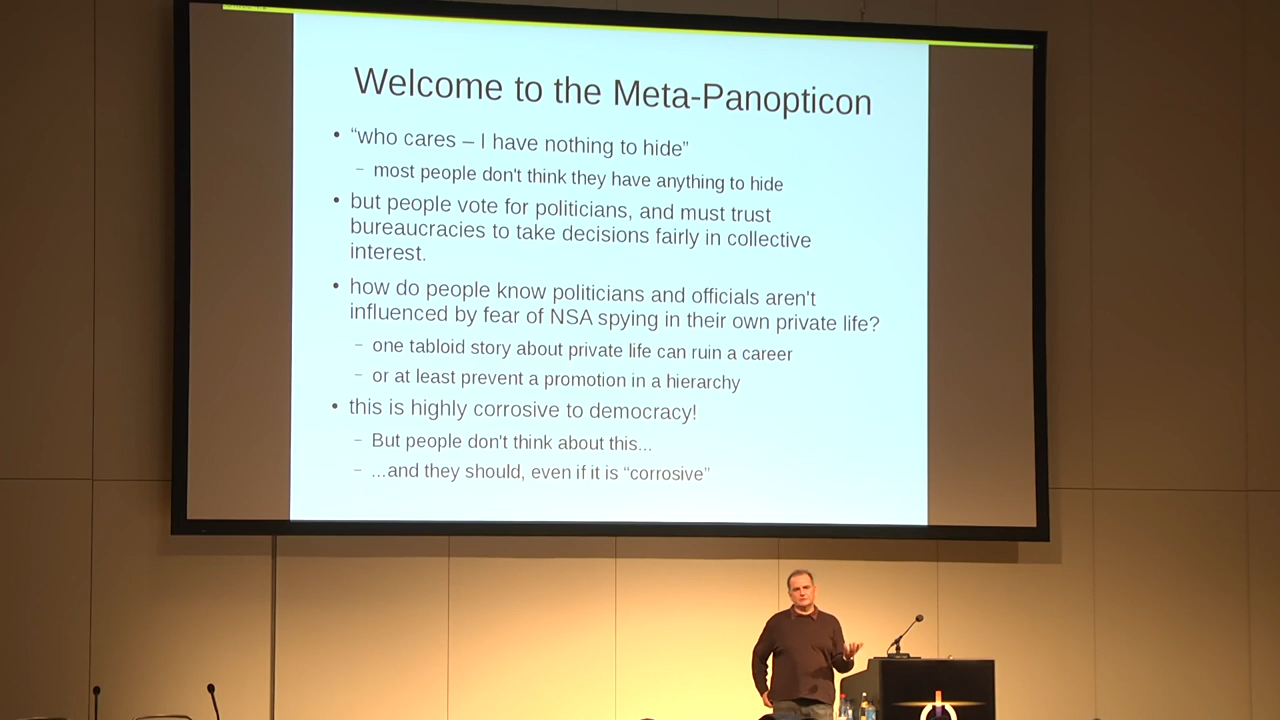 Welcome to the Meta-Panopticon
• “who cares – I have nothing to hide”
– most people don't think they have anything to hide
• but people vote for politicians, and must trust
bureaucracies to take decisions fairly in collective
interest.
• how do people know politicians and officials aren't
influenced by fear of NSA spying in their own private life?
– one tabloid story about private life can ruin a career
– or at least prevent a promotion in a hierarchy
• this is highly corrosive to democracy!
– But people don't think about this...
– ...and they should, even if it is “corrosive”